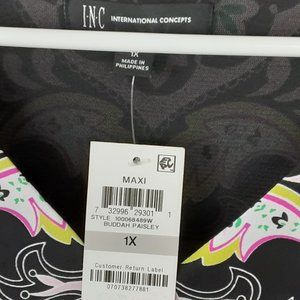 I·N·C INTERNATIONAL CONCEPTS
1X
MADE IN
PHILIPPINES
MAXI
7 32996 29301 1
STYLE 100068489W
BUDDAH PAISLEY
1X
Customer Return Label
070738277881